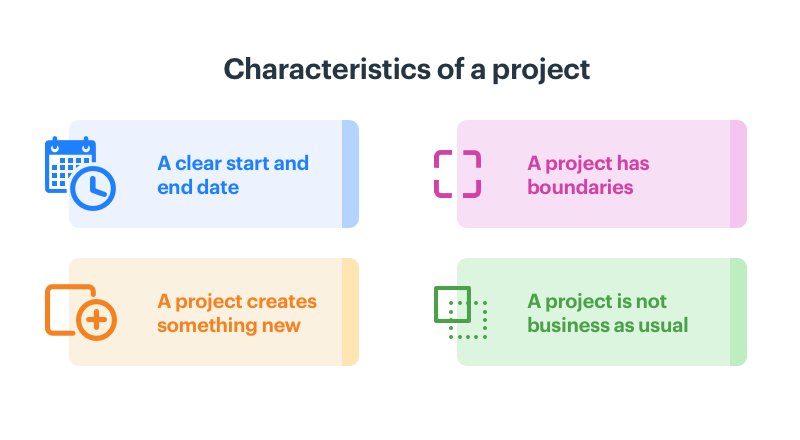 Characteristics of a project
A clear start and
end date
A project has
boundaries
A project creates
something new
A project is not
business as usual